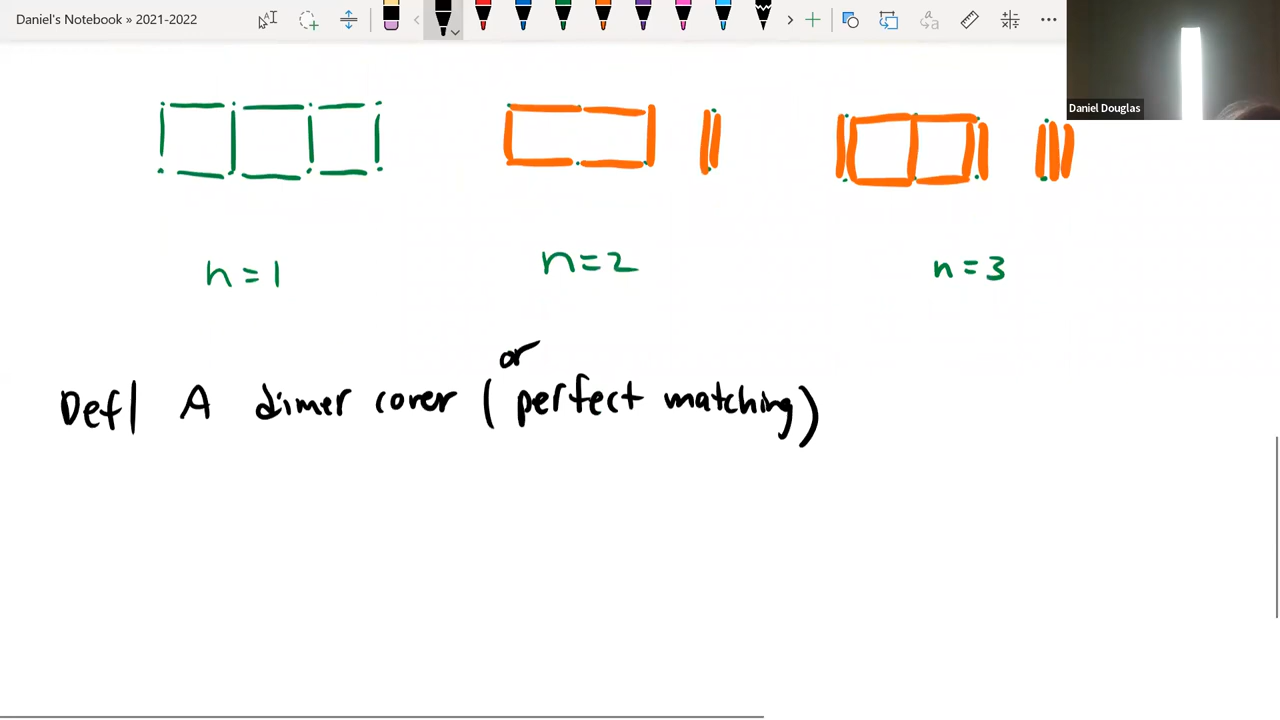 Daniel's Notebook » 2021-2022
Daniel Douglas
n=1 n=2 n=3
or
Def| A dimer cover ( perfect matching)